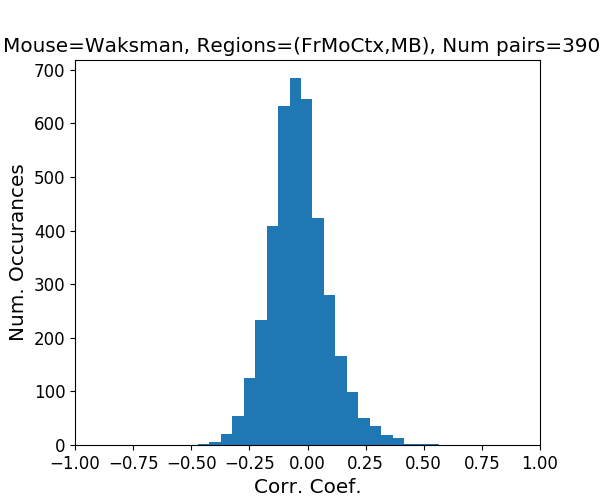 Mouse=Waksman, Regions=(FrMoCtx,MB), Num pairs=390
700
600
500
400
300
200
100
0
Num. Occurances
−1.00 −0.75 −0.50 −0.25 0.00 0.25 0.50 0.75 1.00
Corr. Coef.